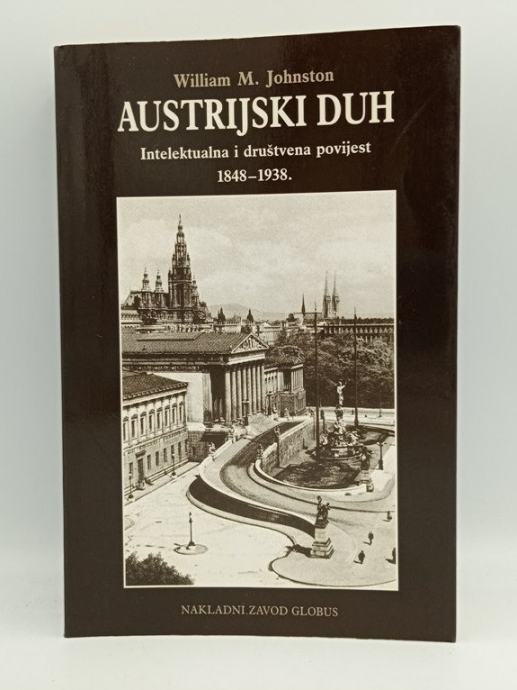 William M. Johnston
AUSTRIJSKI DUH
Intelektualna i društvena povijest
1848–1938.
NAKLADNI ZAVOD GLOBUS